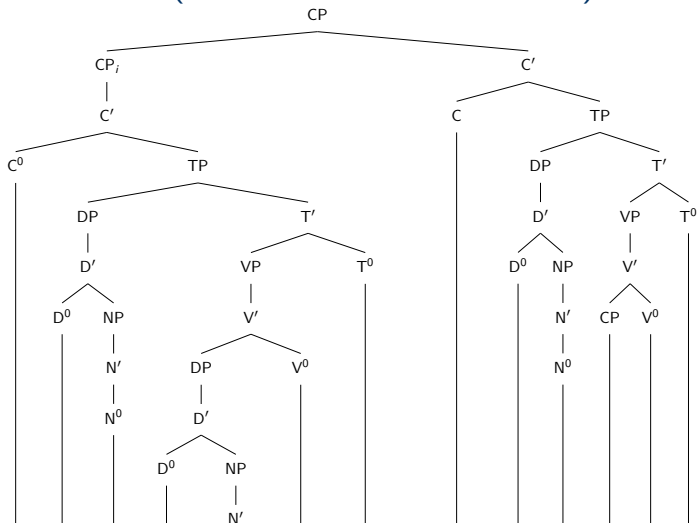 CP
CPᵢ C′
C′ C TP
C⁰ TP DP T′
DP T′ D′ VP T⁰
D′ VP T⁰ D⁰ NP V′
D⁰ NP V′ N′ CP V⁰
N′ DP V⁰ N⁰
N⁰ D′
D⁰ NP
N′